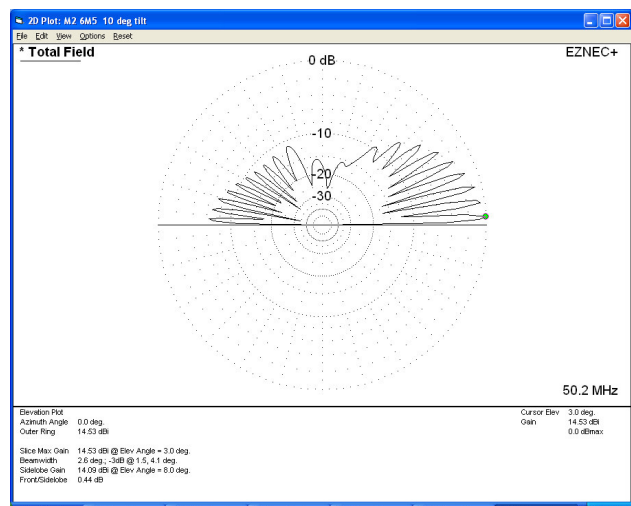 2D Plot: M2 6M5 10 deg tilt
File Edit View Options Reset
* Total Field
EZNEC+
0 dB
-10
-20
-30
50.2 MHz
Elevation Plot
Azimuth Angle 0.0 deg.
Outer Ring 14.53 dBi
Cursor Elev 3.0 deg.
Gain 14.53 dBi
0.0 dBmax
Slice Max Gain 14.53 dBi @ Elev Angle = 3.0 deg.
Beamwidth 2.6 deg.; -3dB @ 1.5, 4.1 deg.
Sidelobe Gain 14.09 dBi @ Elev Angle = 8.0 deg.
Front/Sidelobe 0.44 dB